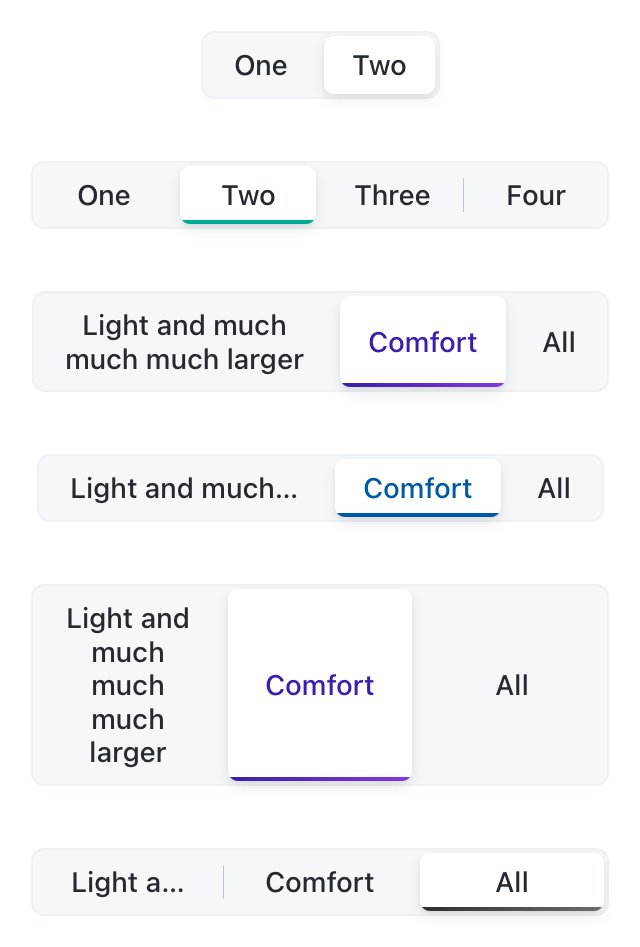 One Two
One Two Three Four
Light and much
much much larger
Comfort
All
Light and much... Comfort All
Light and
much
much
much
larger
Comfort
All
Light a... Comfort All